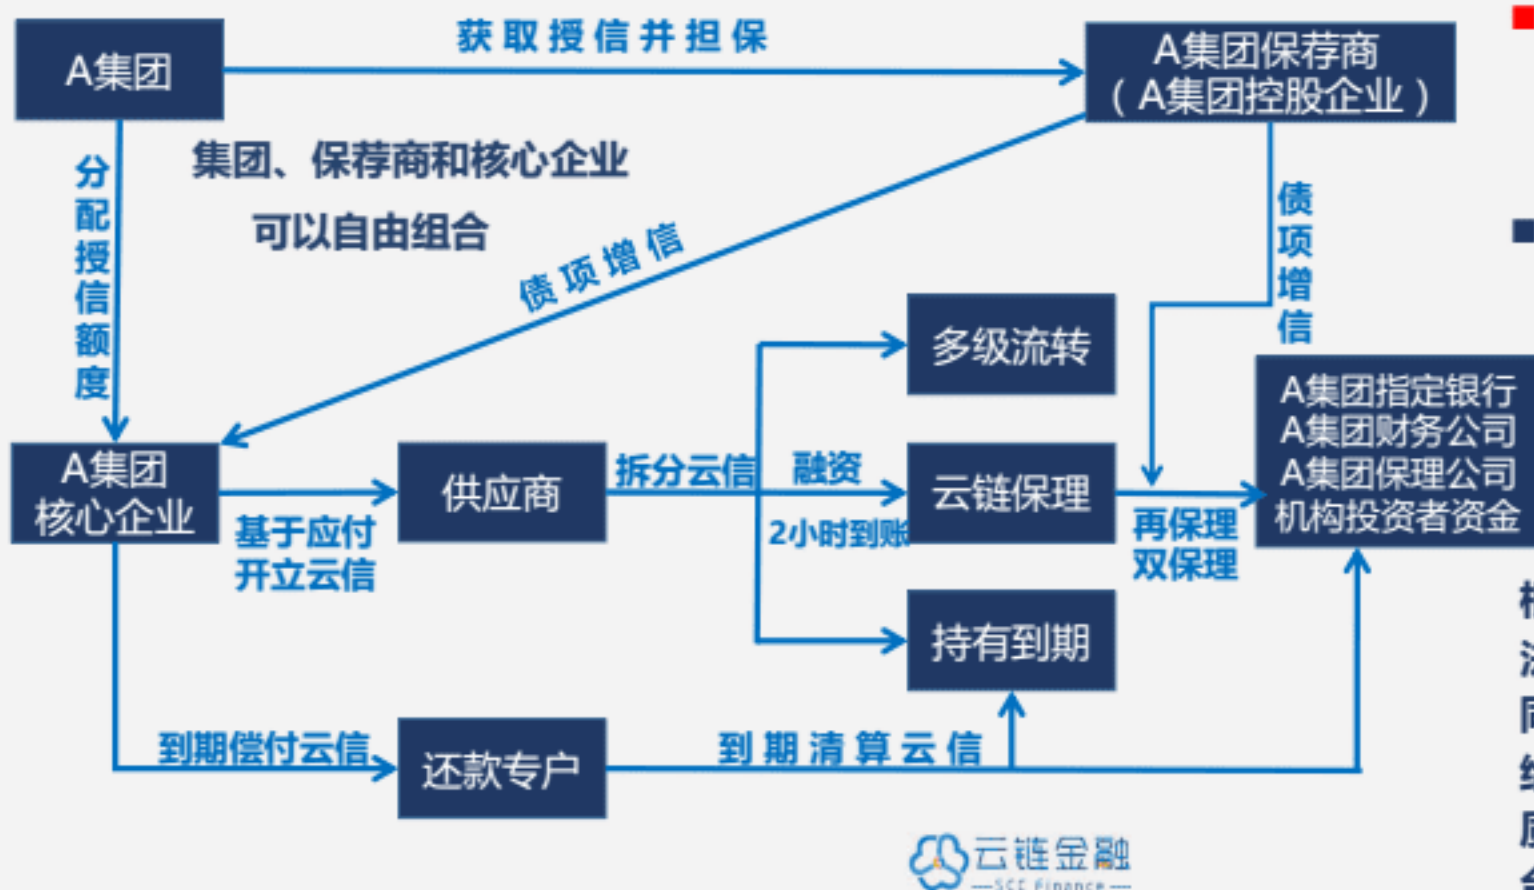 获取授信并担保
A集团
A集团保荐商
（A集团控股企业）
集团、保荐商和核心企业
可以自由组合
分配授信额度
债项增信
债项增信
多级流转
A集团指定银行
A集团财务公司
A集团保理公司
机构投资者资金
A集团
核心企业
供应商
拆分云信
融资
2小时到账
云链保理
再保理
双保理
基于应付
开立云信
持有到期
到期偿付云信
还款专户
到期清算云信
云链金融
SCC Finance